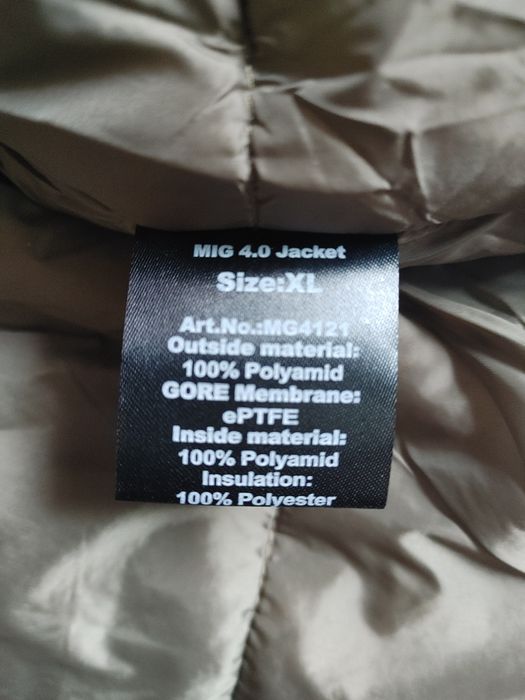 MIG 4.0 Jacket
Size:XL
Art.No.:MG4121
Outside material:
100% Polyamid
GORE Membrane:
ePTFE
Inside material:
100% Polyamid
Insulation:
100% Polyester